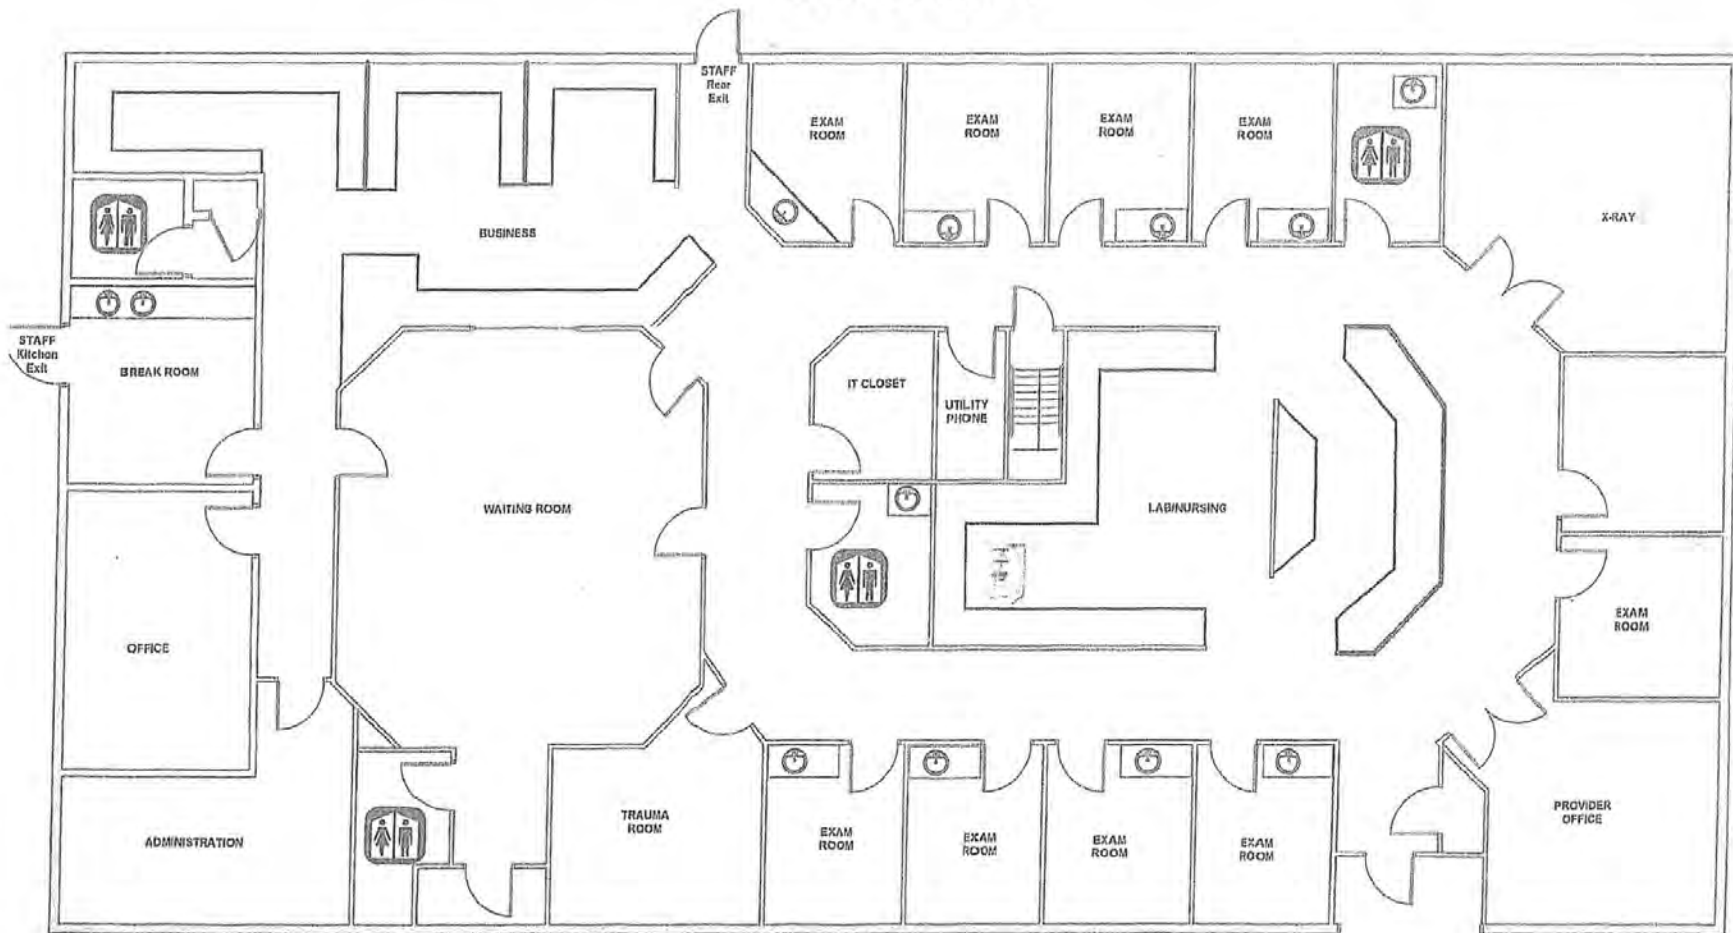 STAFF
Rear
Exit
EXAM
ROOM
EXAM
ROOM
EXAM
ROOM
EXAM
ROOM
X-RAY
BUSINESS
STAFF
Kitchen
Exit
BREAK ROOM
IT CLOSET
UTILITY
PHONE
WAITING ROOM
LAB/NURSING
OFFICE
EXAM
ROOM
ADMINISTRATION
TRAUMA
ROOM
EXAM
ROOM
EXAM
ROOM
EXAM
ROOM
EXAM
ROOM
PROVIDER
OFFICE